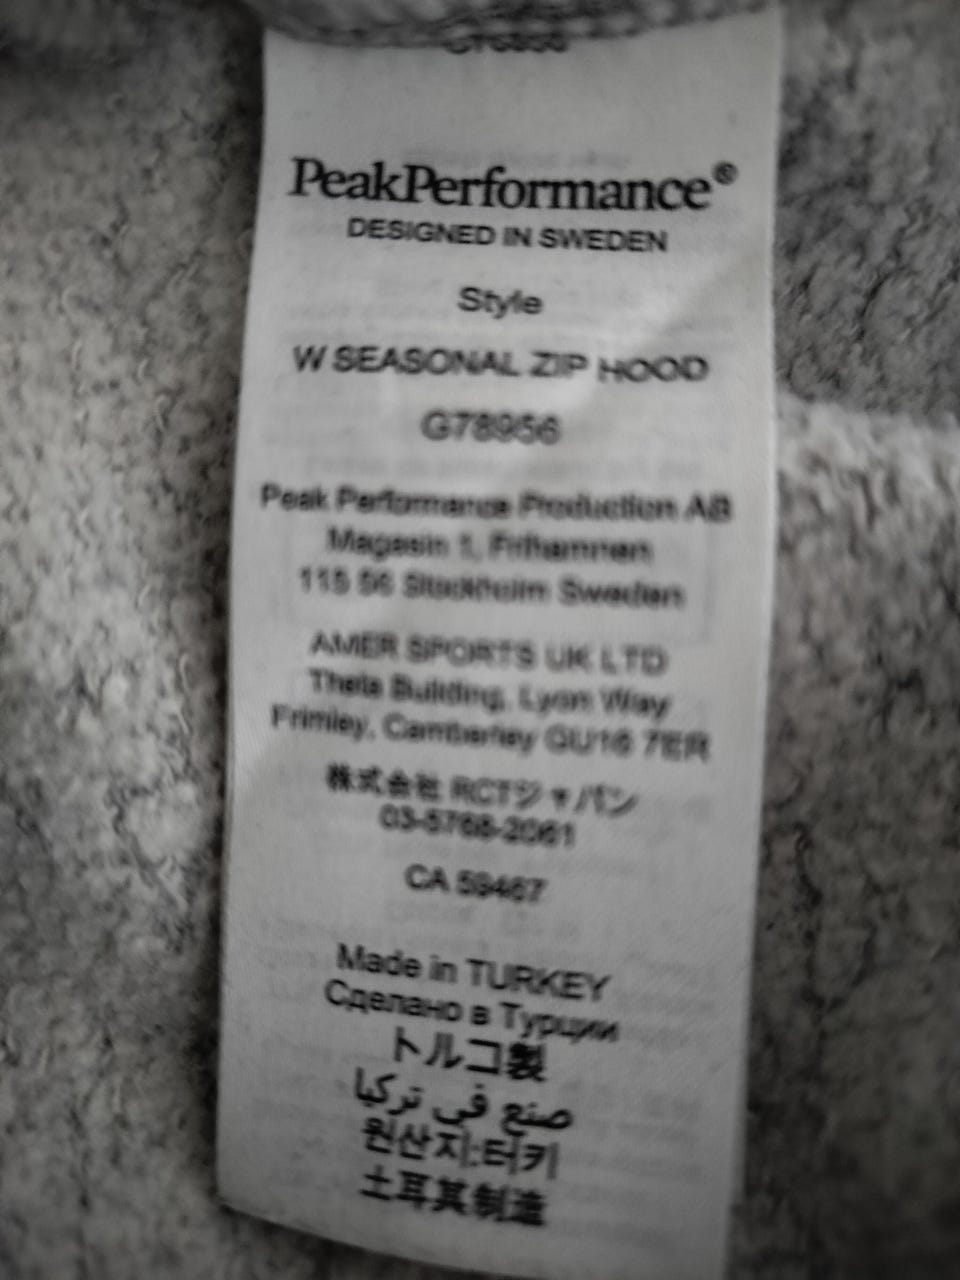 PeakPerformance®
DESIGNED IN SWEDEN
Style
W SEASONAL ZIP HOOD
G78956
Peak Performance Production AB
Magasin 1, Frihamnen
115 56 Stockholm Sweden
AMER SPORTS UK LTD
Theta Building, Lyon Way
Frimley, Camberley GU16 7ER
株式会社 RCTジャパン
03-5766-2061
CA 59467
Made in TURKEY
Сделано в Турции
トルコ製
صنع في تركيا
원산지:터키
土耳其制造